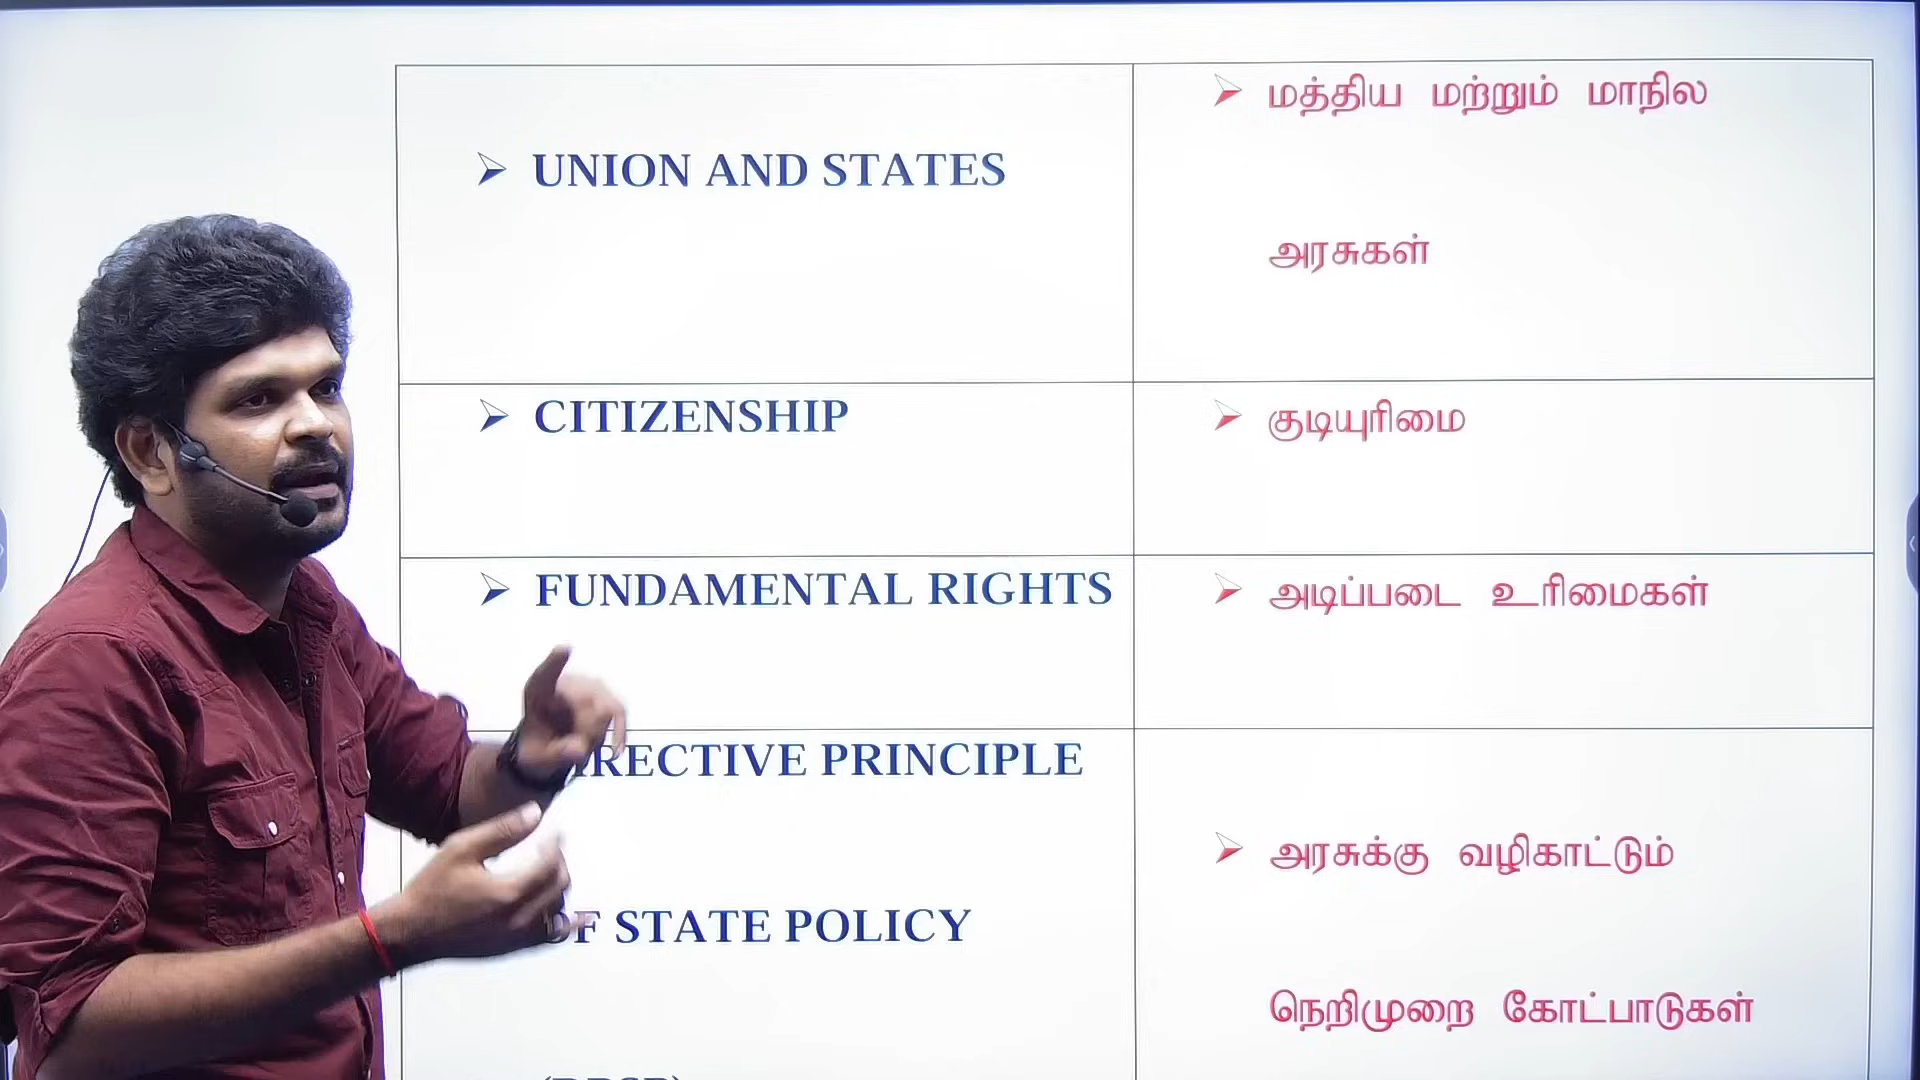 ➢ UNION AND STATES
➢ மத்திய மற்றும் மாநில
அரசுகள்
➢ CITIZENSHIP
➢ குடியுரிமை
➢ FUNDAMENTAL RIGHTS
➢ அடிப்படை உரிமைகள்
PRINCIPLE
OF STATE POLICY
➢ அரசுக்கு வழிகாட்டும்
நெறிமுறை கோட்பாடுகள்